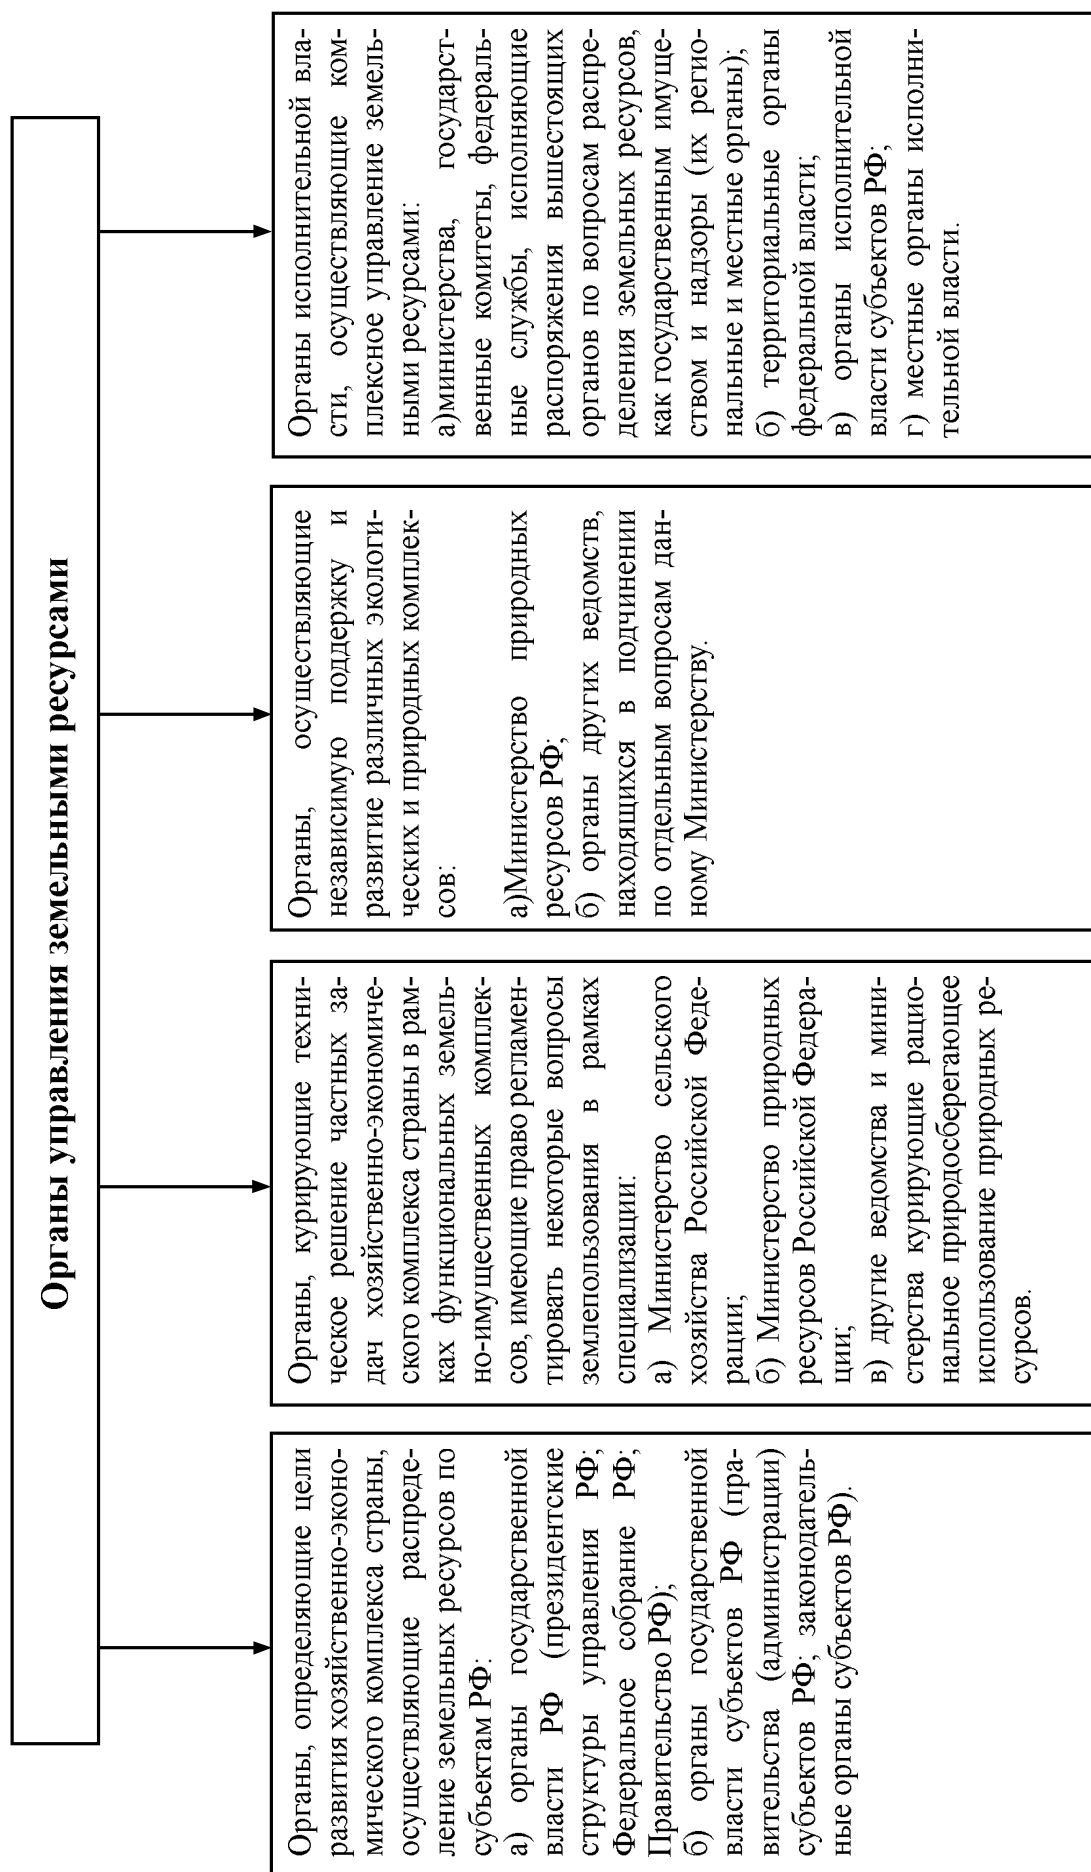 Органы управления земельными ресурсами
Органы, определяющие цели
развития хозяйственно-эконо-
мического комплекса страны,
осуществляющие распреде-
ление земельных ресурсов по
субъектам РФ:
а) органы государственной
власти РФ (президентские
структуры управления РФ;
Федеральное собрание РФ;
Правительство РФ);
б) органы государственной
власти субъектов РФ (пра-
вительства (администрации)
субъектов РФ; законодатель-
ные органы субъектов РФ).
Органы, курирующие техни-
ческое решение частных за-
дач хозяйственно-экономиче-
ского комплекса страны в рам-
ках функциональных земель-
но-имущественных комплек-
сов, имеющие право регламен-
тировать некоторые вопросы
землепользования в рамках
специализации:
а) Министерство сельского
хозяйства Российской Феде-
рации;
б) Министерство природных
ресурсов Российской Федера-
ции;
в) другие ведомства и мини-
стерства курирующие рацио-
нальное природосберегающее
использование природных ре-
сурсов.
Органы, осуществляющие
независимую поддержку и
развитие различных экологи-
ческих и природных комплек-
сов:
а)Министерство природных
ресурсов РФ;
б) органы других ведомств,
находящихся в подчинении
по отдельным вопросам дан-
ному Министерству.
Органы исполнительной вла-
сти, осуществляющие ком-
плексное управление земель-
ными ресурсами:
а)министерства, государст-
венные комитеты, федераль-
ные службы, исполняющие
распоряжения вышестоящих
органов по вопросам распре-
деления земельных ресурсов,
как государственным имуще-
ством и надзоры (их регио-
нальные и местные органы);
б) территориальные органы
федеральной власти;
в) органы исполнительной
власти субъектов РФ;
г) местные органы исполни-
тельной власти.